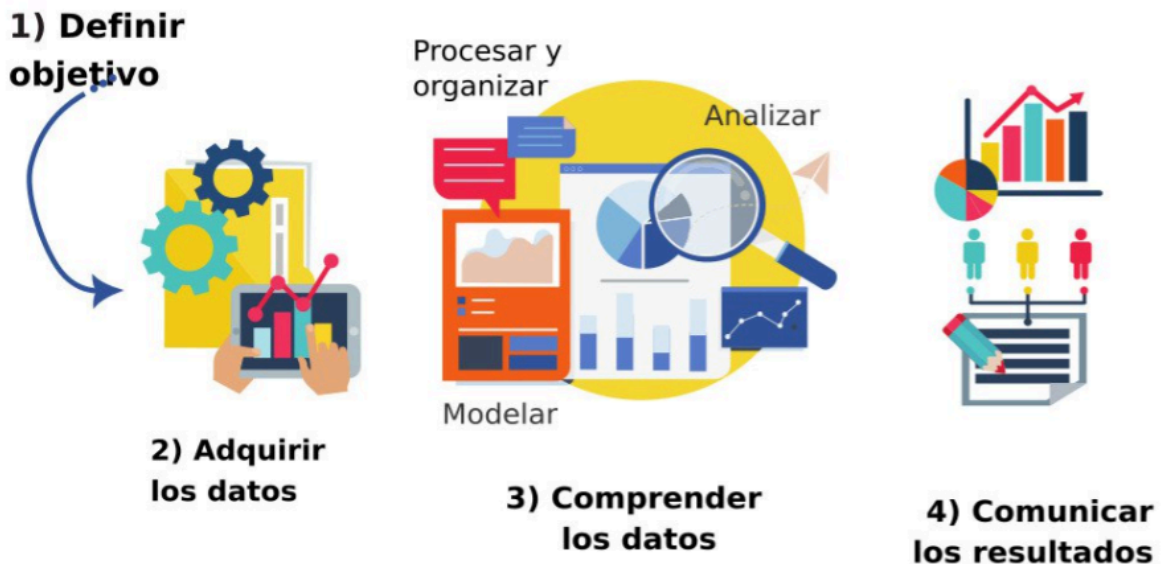 1) Definir
objetivo
2) Adquirir
los datos
Procesar y
organizar
Analizar
Modelar
3) Comprender
los datos
4) Comunicar
los resultados